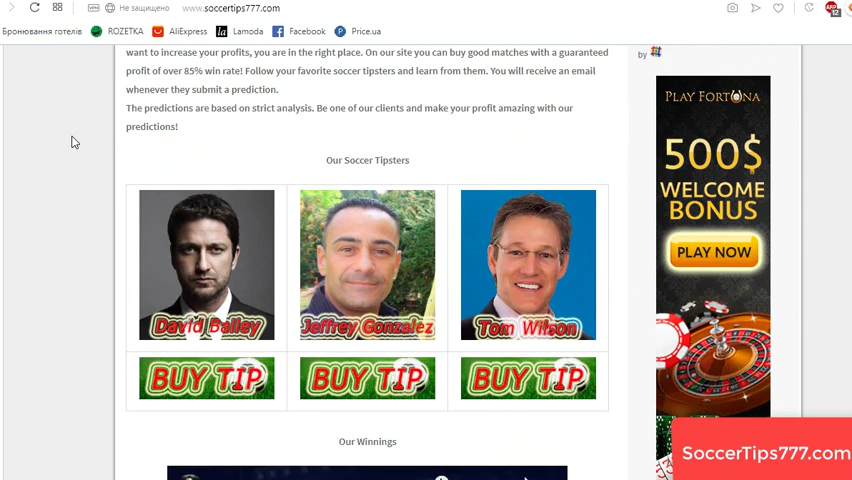 Не защищено
www.soccertips777.com
Бронювання готелів
ROZETKA
AliExpress
la
Lamoda
Facebook
Price.ua
want to increase your profits, you are in the right place. On our site you can buy good matches with a guaranteed
profit of over 85% win rate! Follow your favorite soccer tipsters and learn from them. You will receive an email
whenever they submit a prediction.
The predictions are based on strict analysis. Be one of our clients and make your profit amazing with our
predictions!
by
Our Soccer Tipsters
David Bailey
Jeffrey Gonzalez
Tom Wilson
BUY TIP
BUY TIP
BUY TIP
Our Winnings
PLAY FORTUNA
500$
WELCOME
BONUS
PLAY NOW
SoccerTips777.com